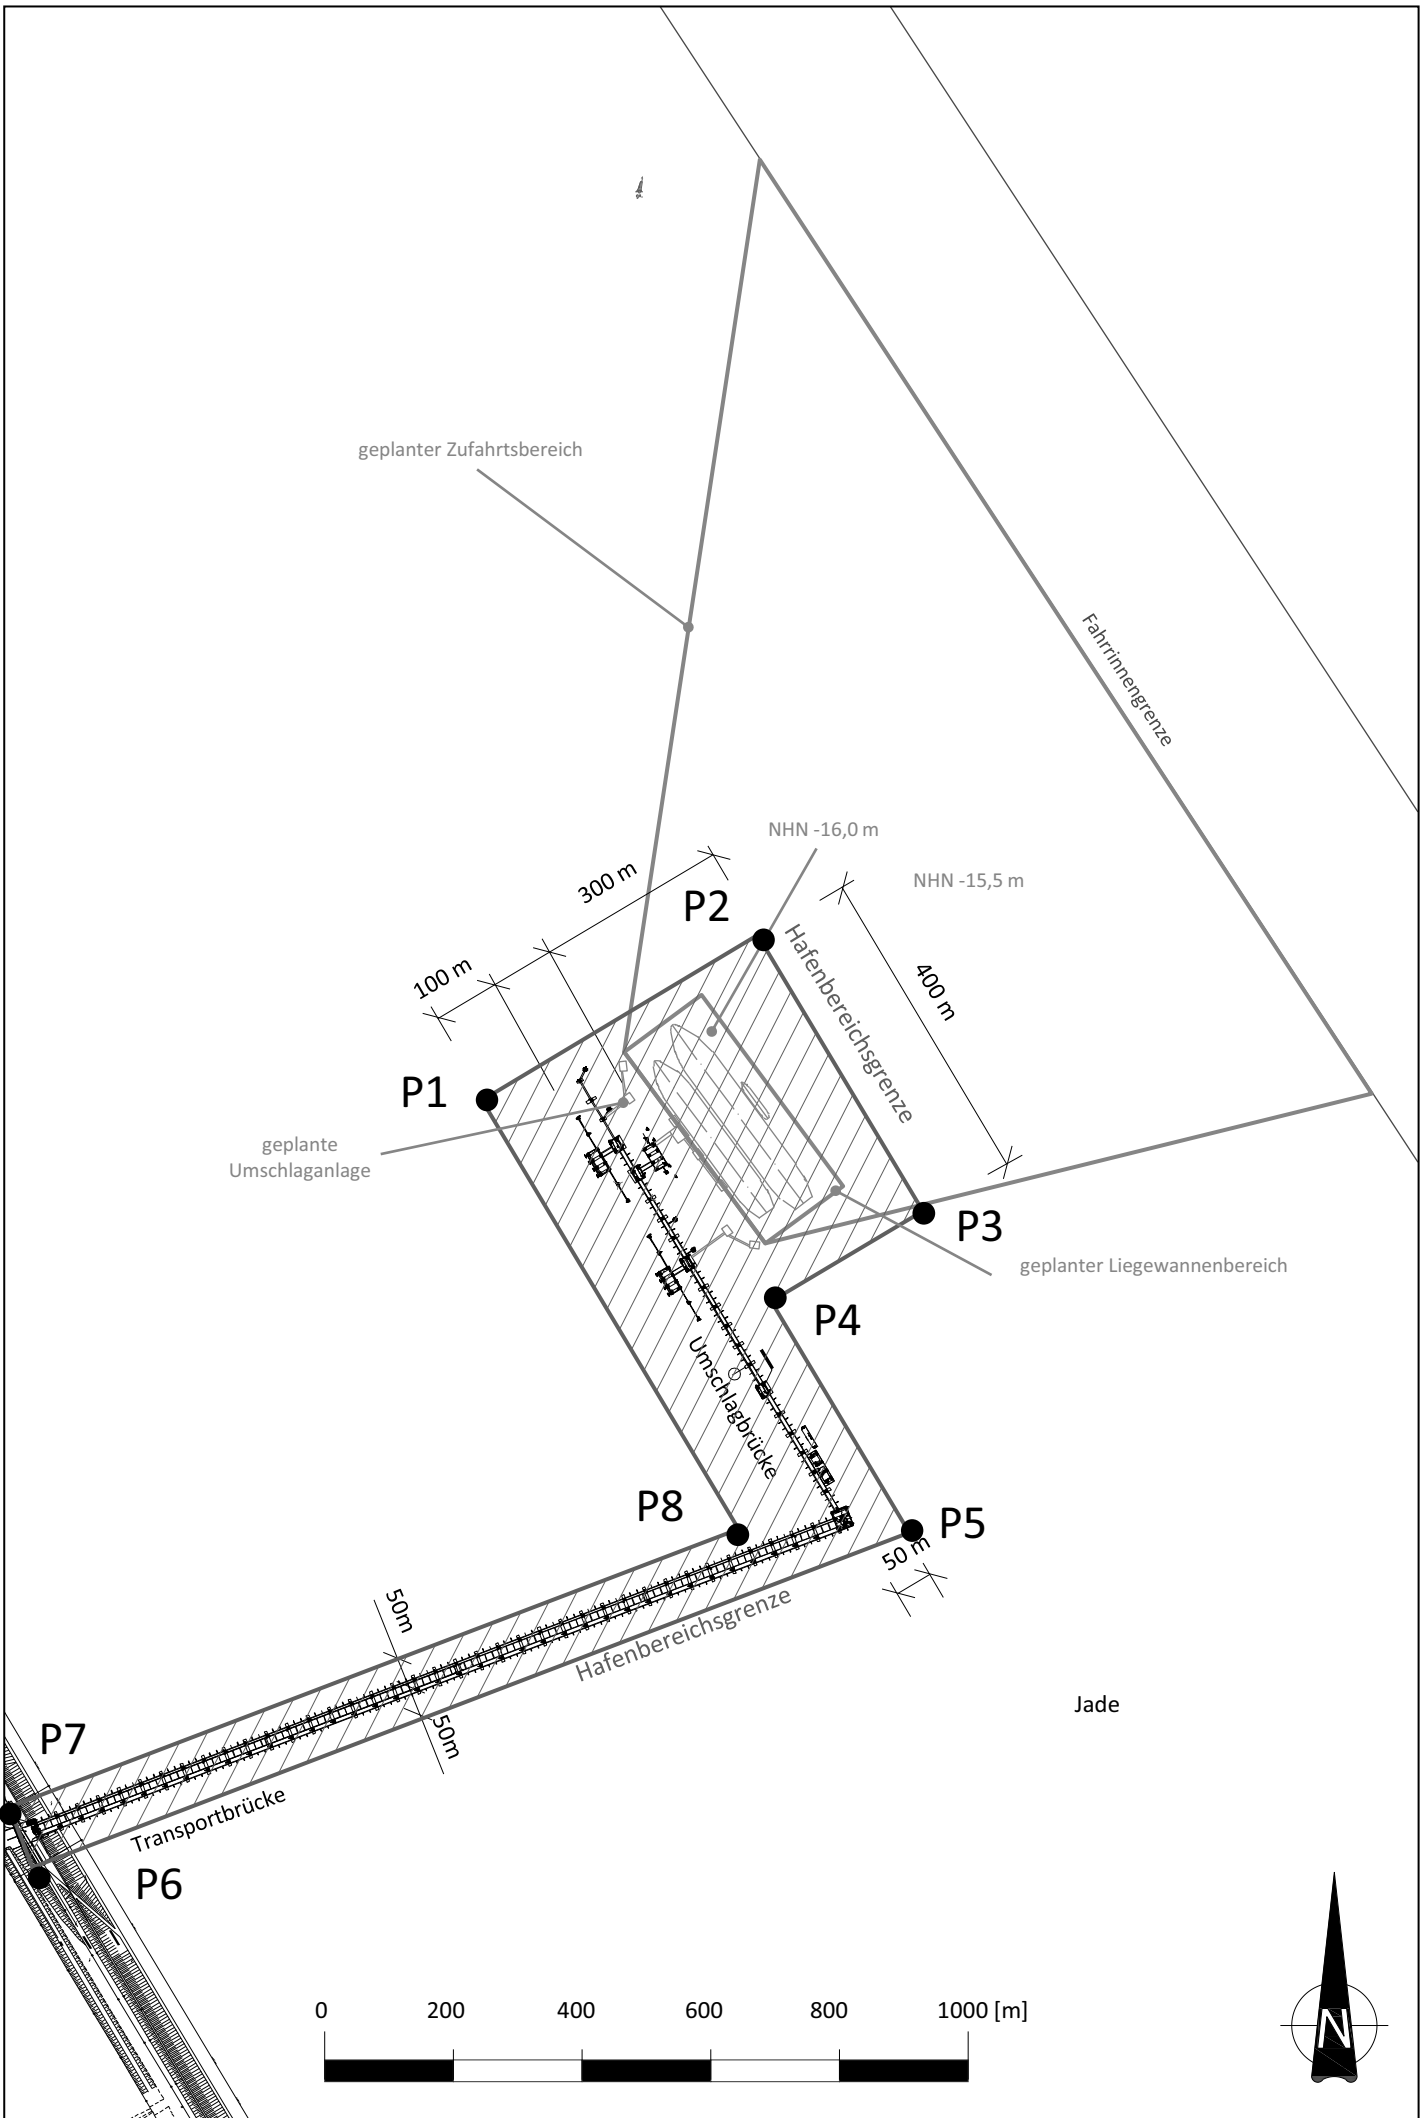 geplanter Zufahrtsbereich
Fahrrinnengrenze
NHN -16,0 m
NHN -15,5 m
300 m
P2
Hafenbereichsgrenze
100 m
400 m
P1
geplante
Umschlaganlage
P3
geplanter Liegewannenbereich
P4
Umschlagbrücke
P8
P5
50 m
50m
Hafenbereichsgrenze
Jade
50m
P7
Transportbrücke
P6
0 200 400 600 800 1000 [m]
N